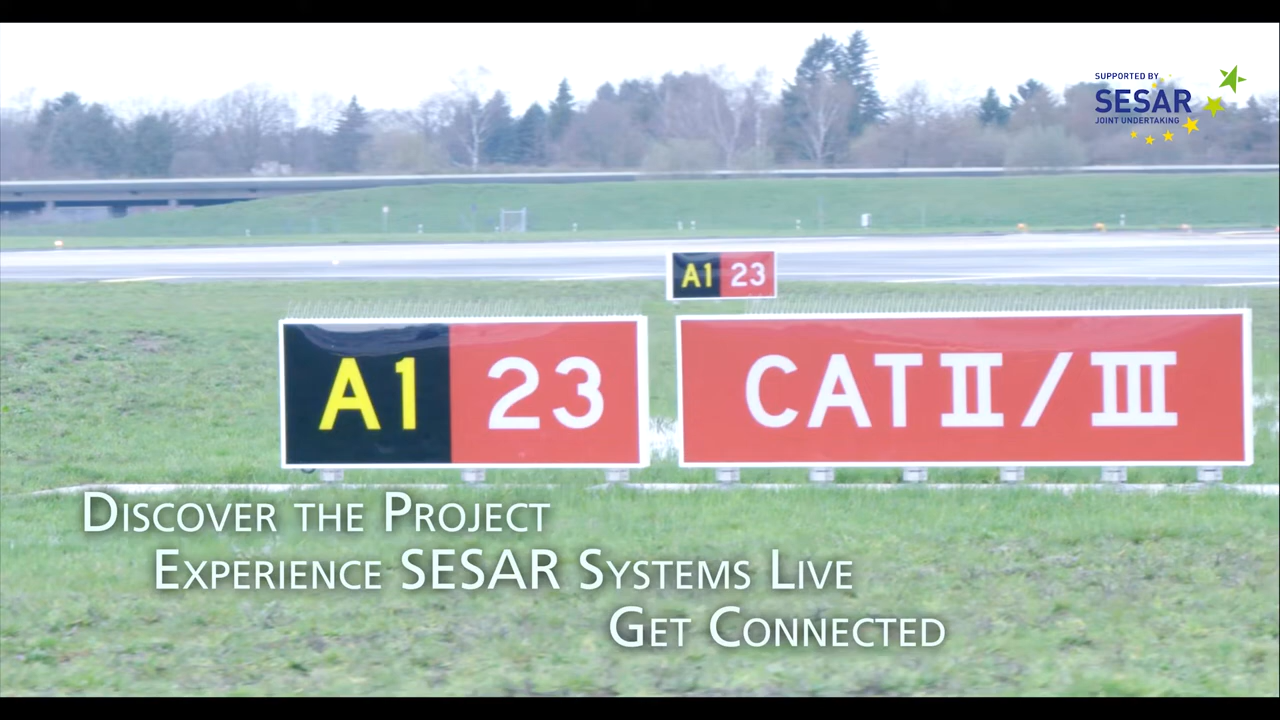 SUPPORTED BY
SESAR
JOINT UNDERTAKING
A1 23
A1 23
CAT II / III
DISCOVER THE PROJECT
EXPERIENCE SESAR SYSTEMS LIVE
GET CONNECTED